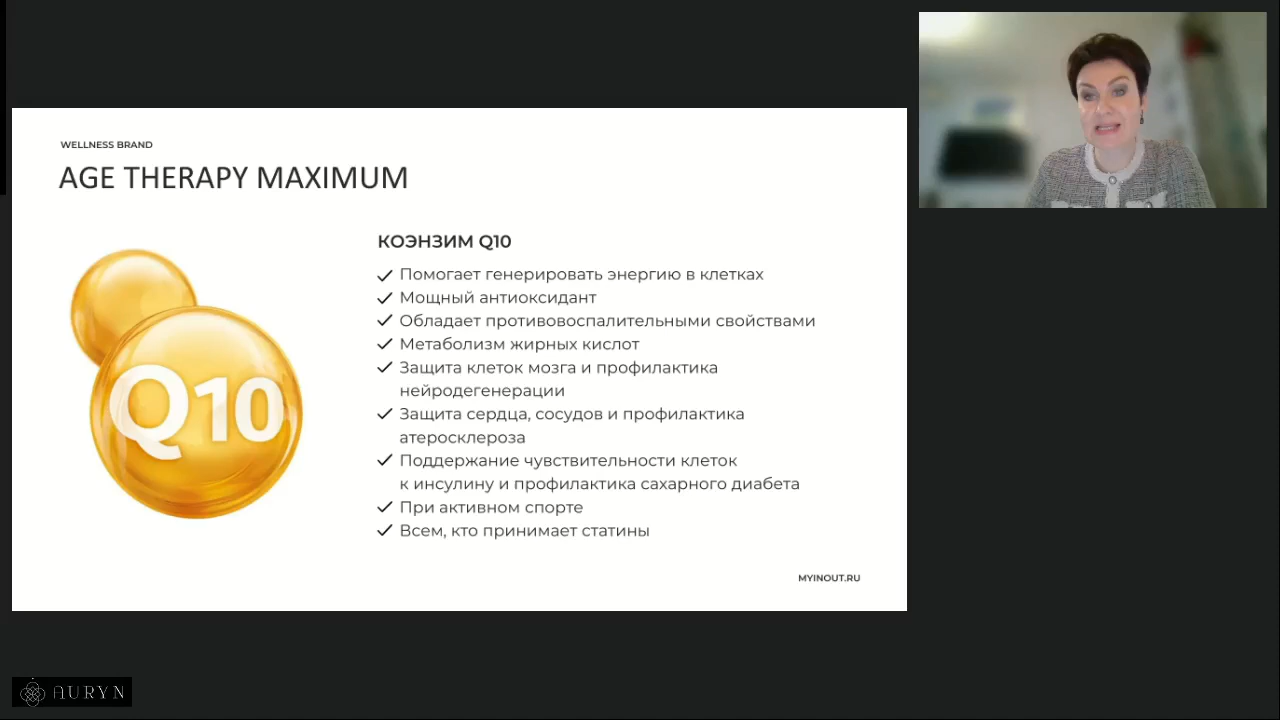 WELLNESS BRAND
AGE THERAPY MAXIMUM
КОЭНЗИМ Q10
Помогает генерировать энергию в клетках
Мощный антиоксидант
Обладает противовоспалительными свойствами
Метаболизм жирных кислот
Защита клеток мозга и профилактика
нейродегенерации
Защита сердца, сосудов и профилактика
атеросклероза
Поддержание чувствительности клеток
к инсулину и профилактика сахарного диабета
При активном спорте
Всем, кто принимает статины
Q10
MYINOUT.RU
AURYN